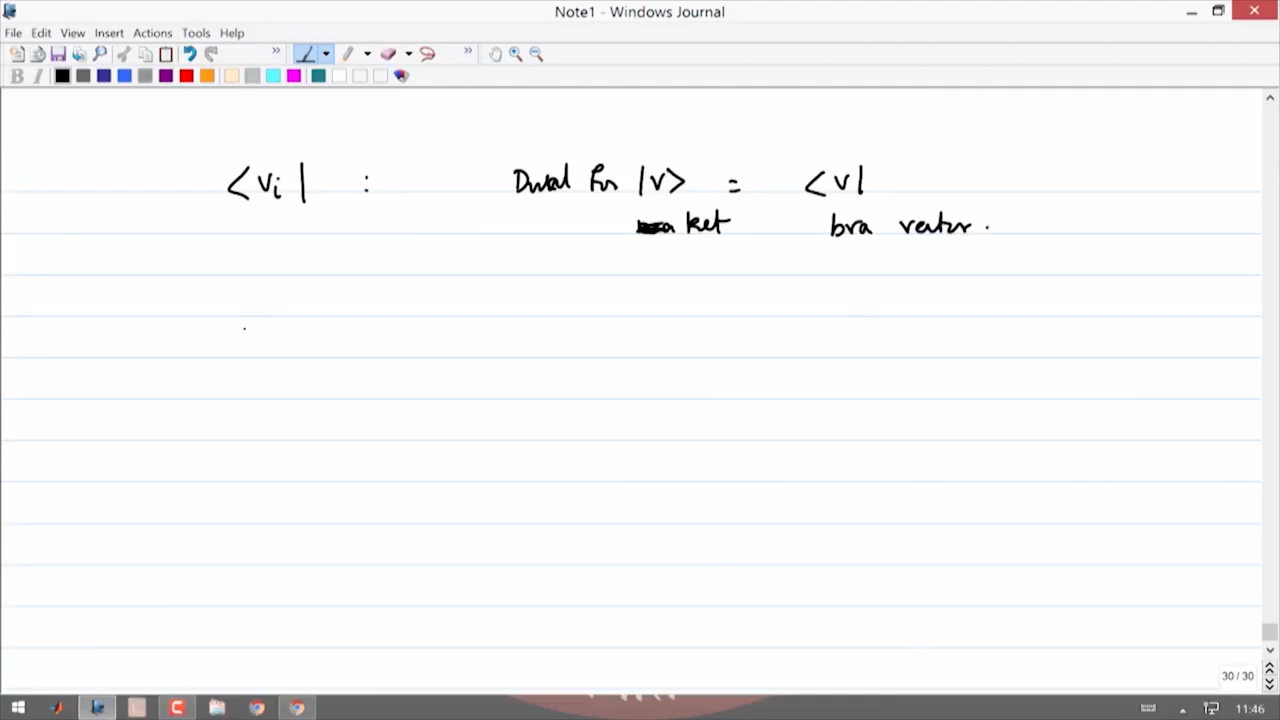 Note1 - Windows Journal
File Edit View Insert Actions Tools Help
<vi| : Dual for |v> = <v|
ket bra vector.
30 / 30
11:46